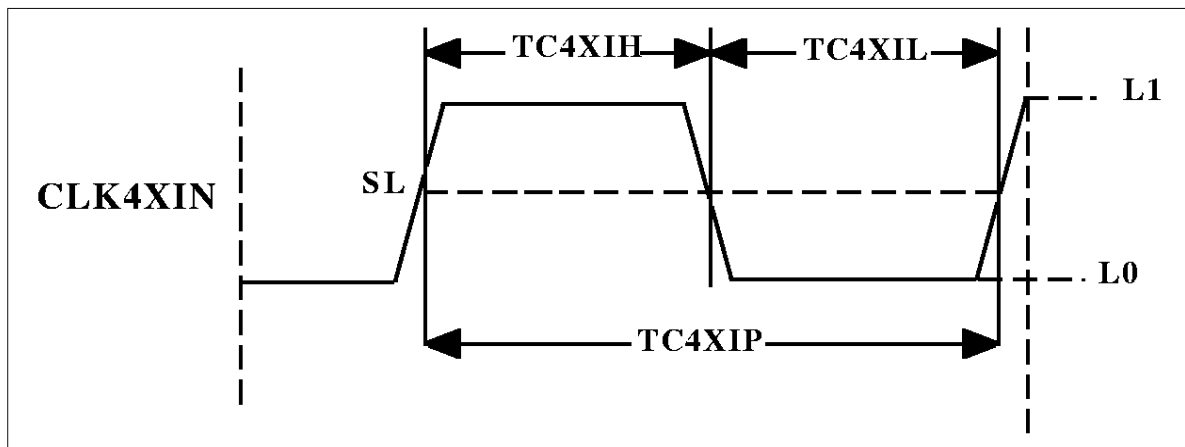 TC4XIH
TC4XIL
L1
SL
CLK4XIN
L0
TC4XIP